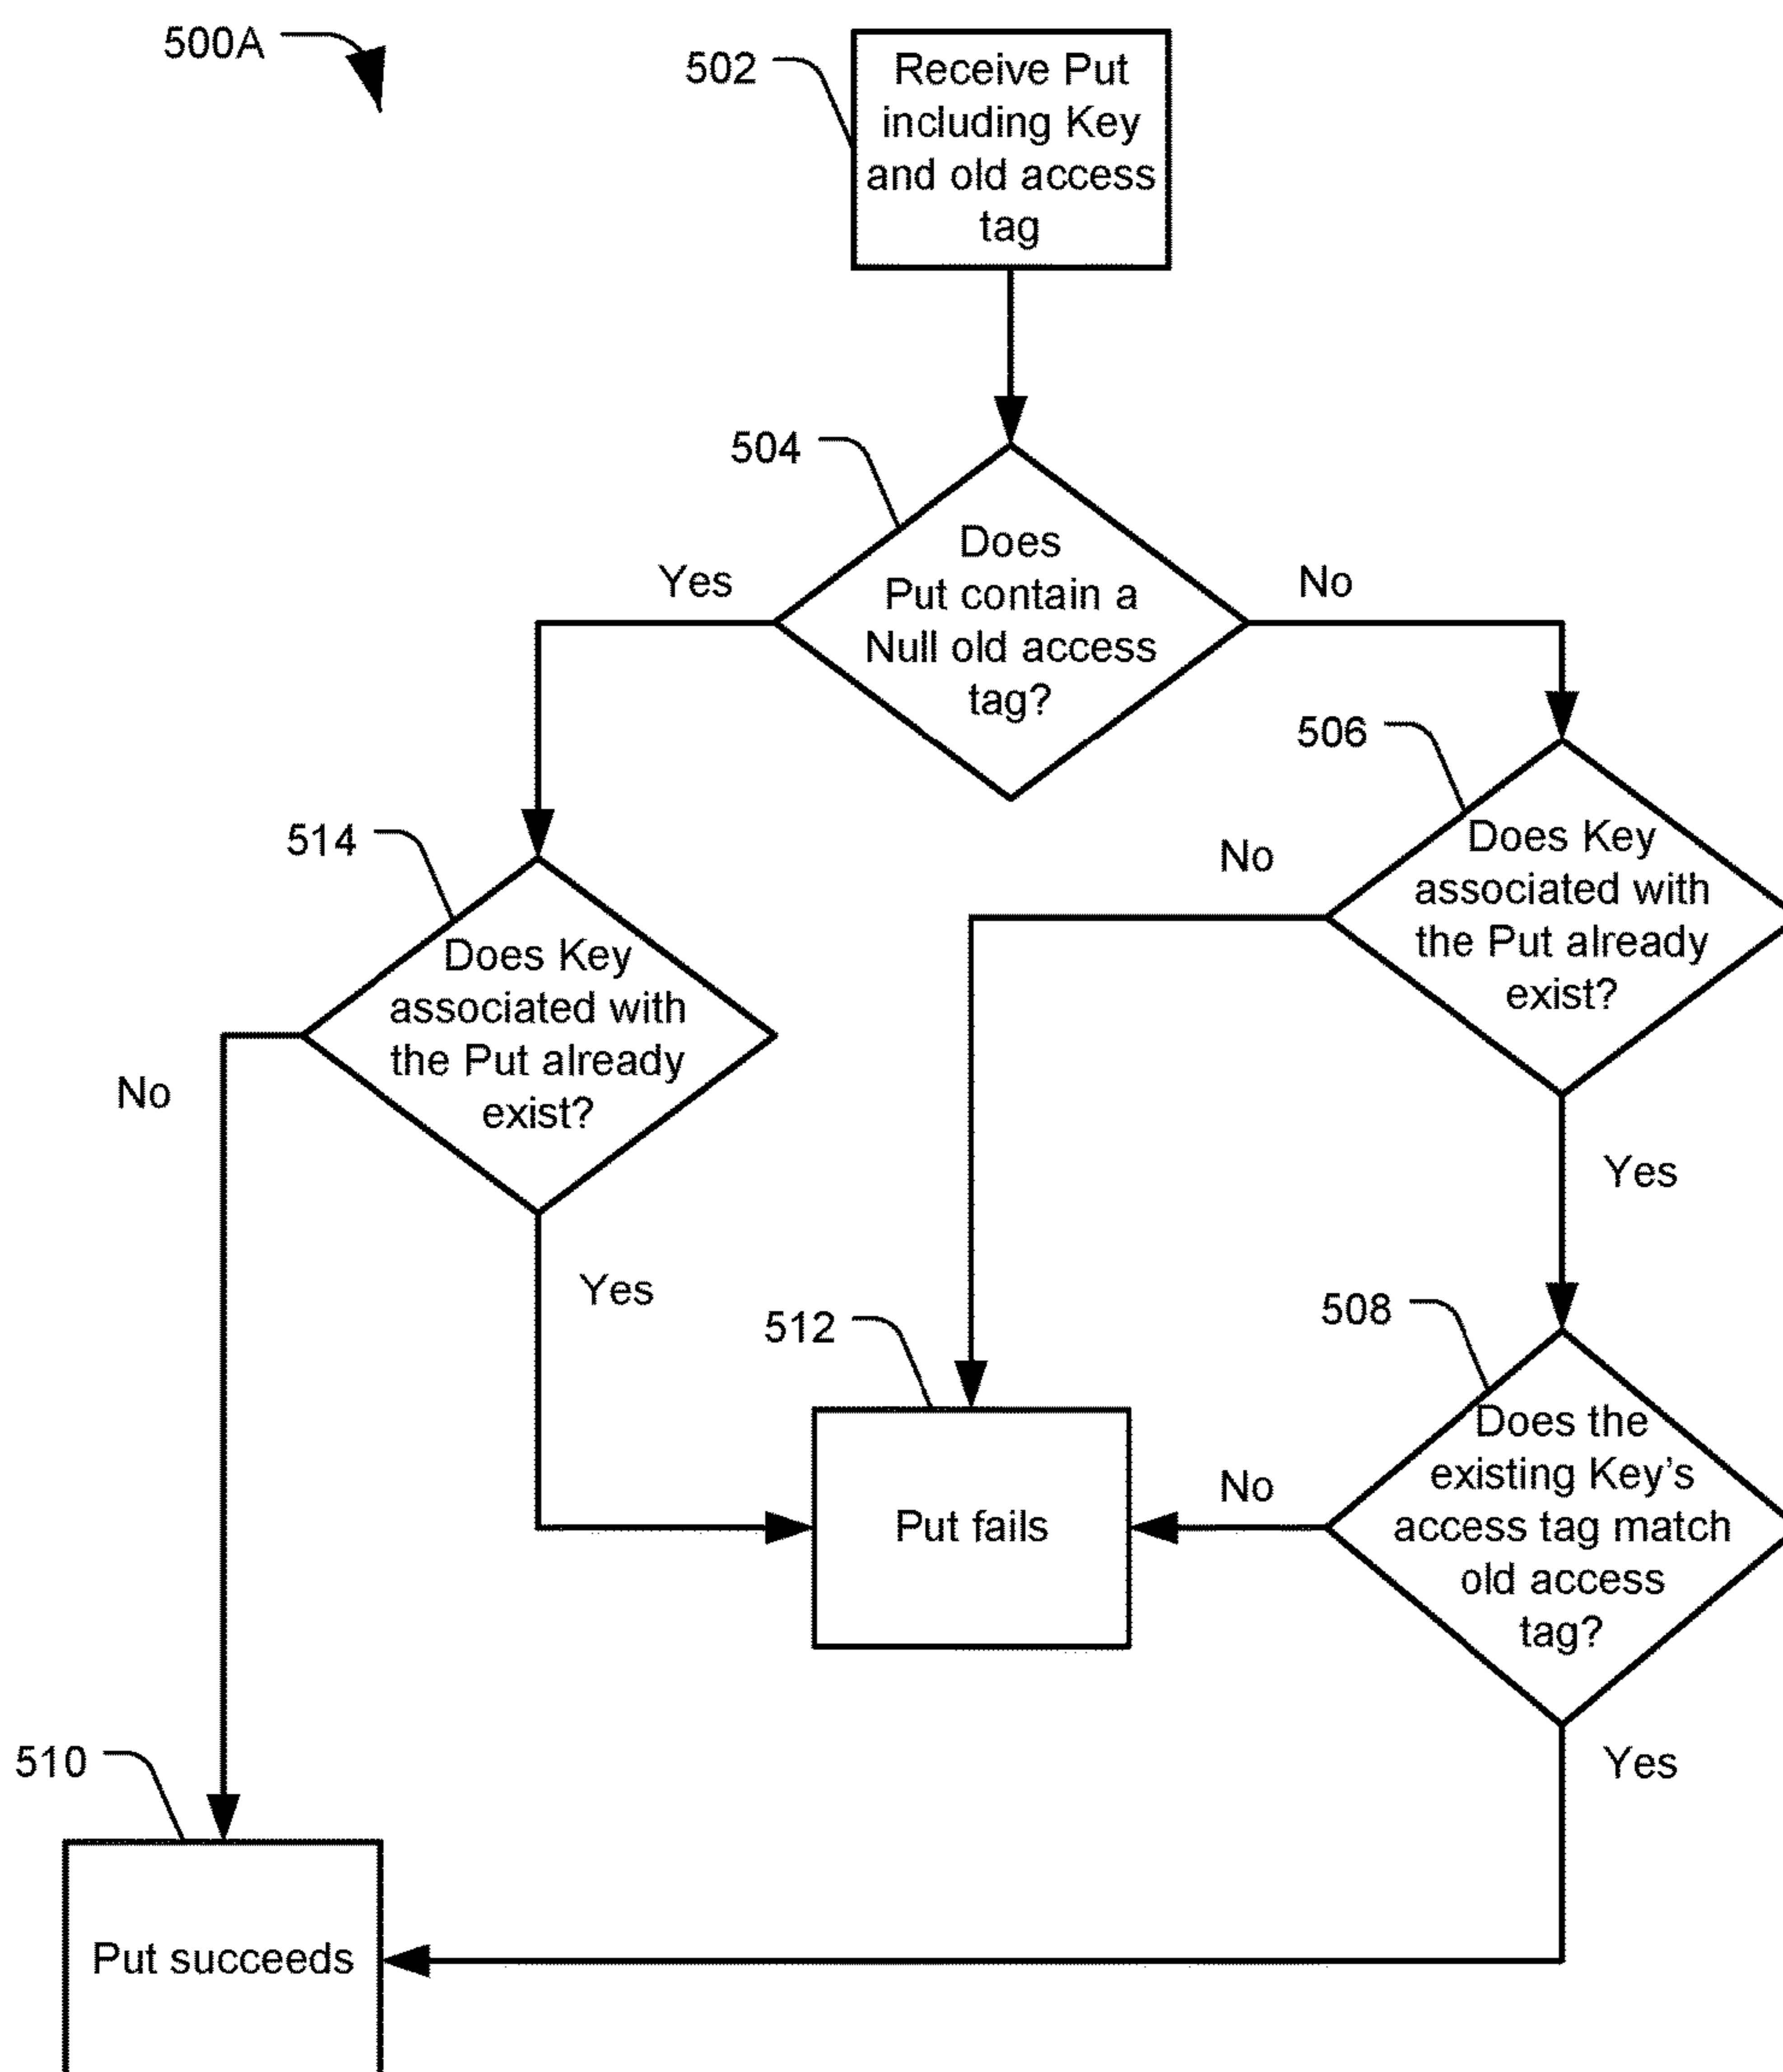 500A
502
Receive Put
including Key
and old access
tag
504
Does
Put contain a
Null old access
tag?
Yes
No
506
Does Key
associated with
the Put already
exist?
No
Yes
514
Does Key
associated with
the Put already
exist?
No
Yes
512
Put fails
508
Does the
existing Key's
access tag match
old access
tag?
No
Yes
510
Put succeeds